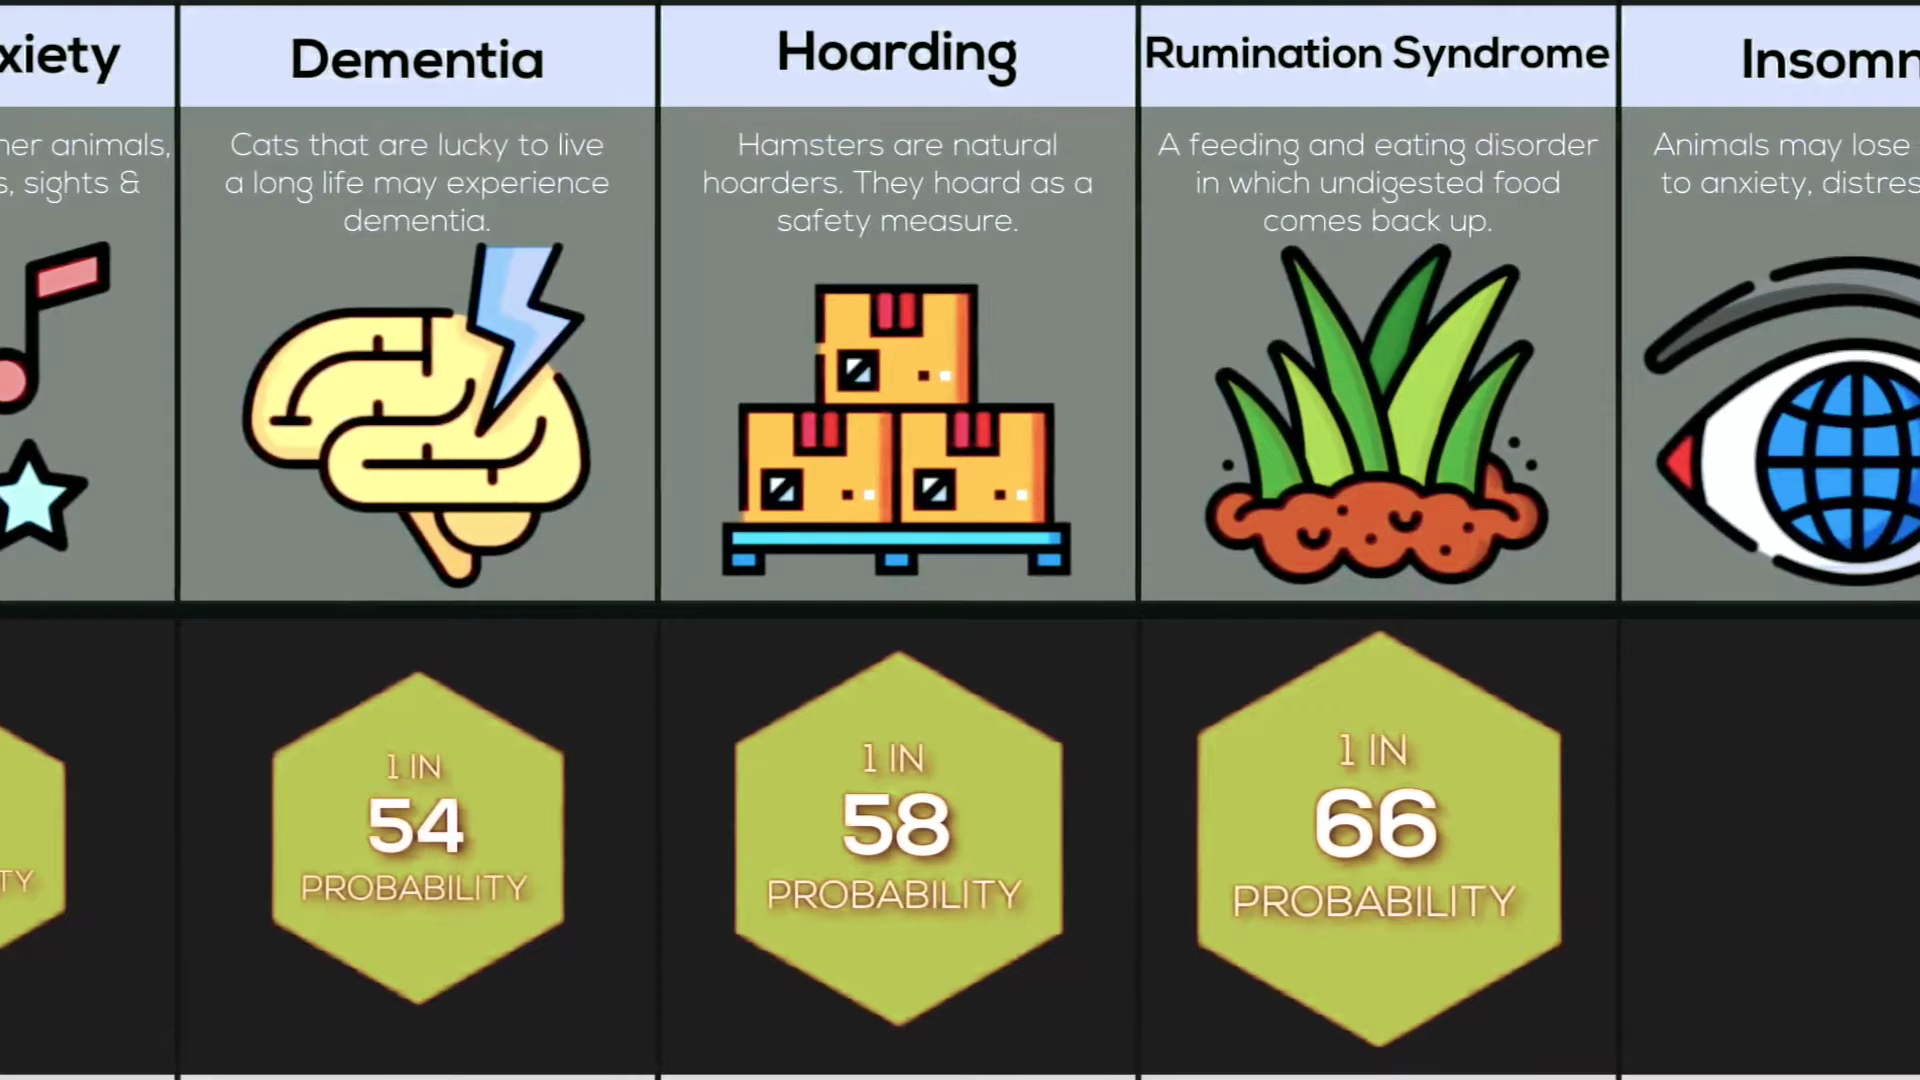 xiety
ner animals,
s, sights &
TY
Dementia
Cats that are lucky to live
a long life may experience
dementia.
1 IN
54
PROBABILITY
Hoarding
Hamsters are natural
hoarders. They hoard as a
safety measure.
1 IN
58
PROBABILITY
Rumination Syndrome
A feeding and eating disorder
in which undigested food
comes back up.
1 IN
66
PROBABILITY
Insomn
Animals may lose
to anxiety, distres